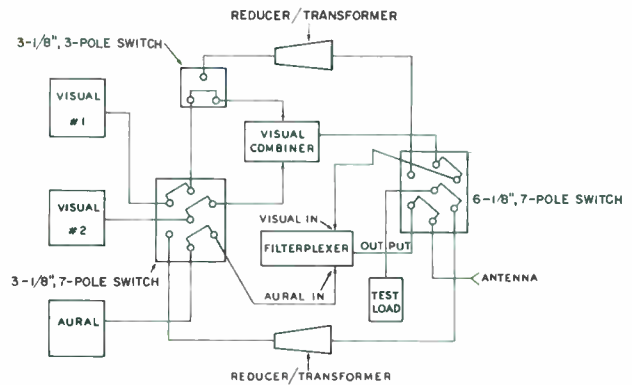 REDUCER/TRANSFORMER
3-1/8", 3-POLE SWITCH
VISUAL
#1
VISUAL
COMBINER
VISUAL
#2
6-1/8", 7-POLE SWITCH
VISUAL IN
FILTERPLEXER
OUTPUT
3-1/8", 7-POLE SWITCH
AURAL IN
TEST
LOAD
ANTENNA
AURAL
REDUCER/TRANSFORMER